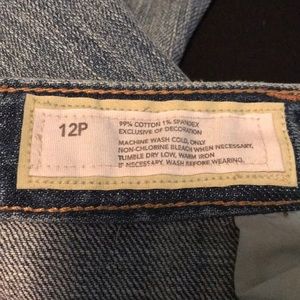 12P
99% COTTON 1% SPANDEX
EXCLUSIVE OF DECORATION
MACHINE WASH COLD, ONLY
NON-CHLORINE BLEACH WHEN NECESSARY,
TUMBLE DRY LOW, WARM IRON
IF NECESSARY, WASH BEFORE WEARING.